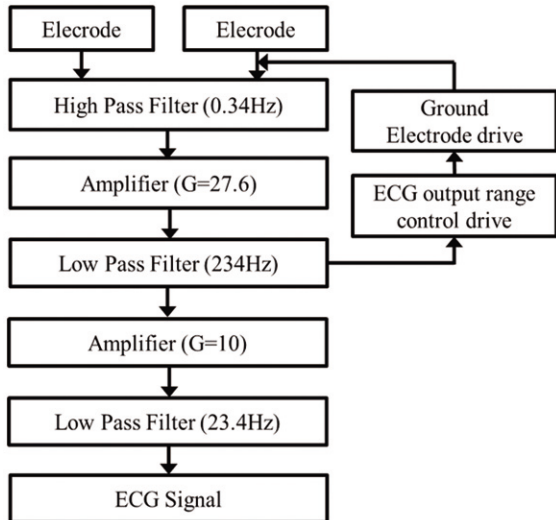 Elecrode
Elecrode
High Pass Filter (0.34Hz)
Ground
Electrode drive
Amplifier (G=27.6)
ECG output range
control drive
Low Pass Filter (234Hz)
Amplifier (G=10)
Low Pass Filter (23.4Hz)
ECG Signal